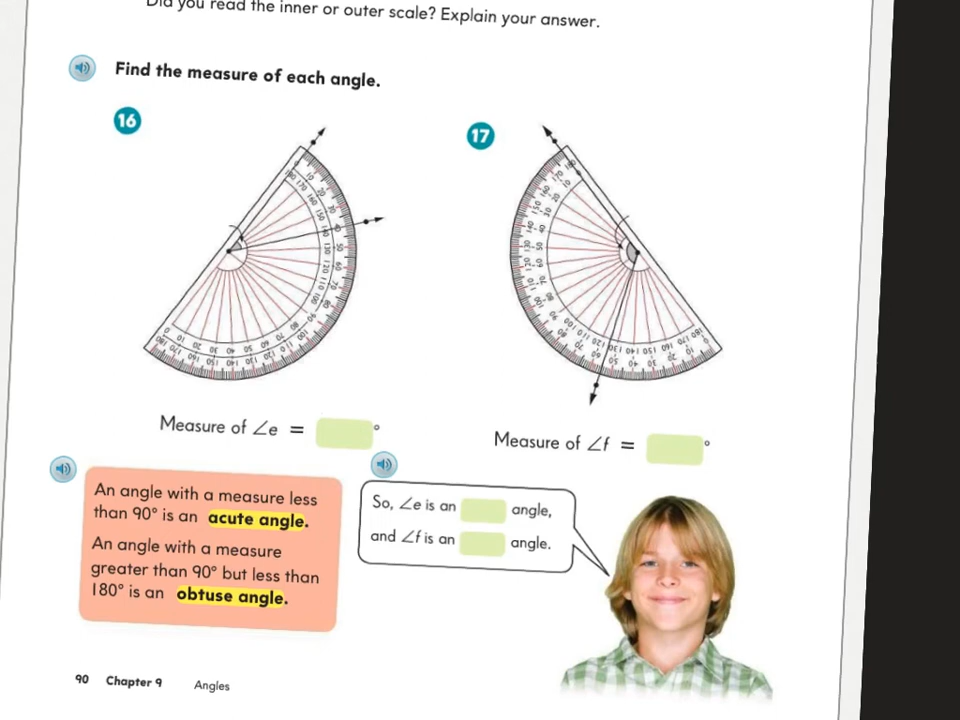 Did you read the inner or outer scale? Explain your answer.
Find the measure of each angle.
16
17
Measure of ∠e = °
Measure of ∠f = °
An angle with a measure less
than 90° is an acute angle.
An angle with a measure
greater than 90° but less than
180° is an obtuse angle.
So, ∠e is an angle,
and ∠f is an angle.
90 Chapter 9 Angles